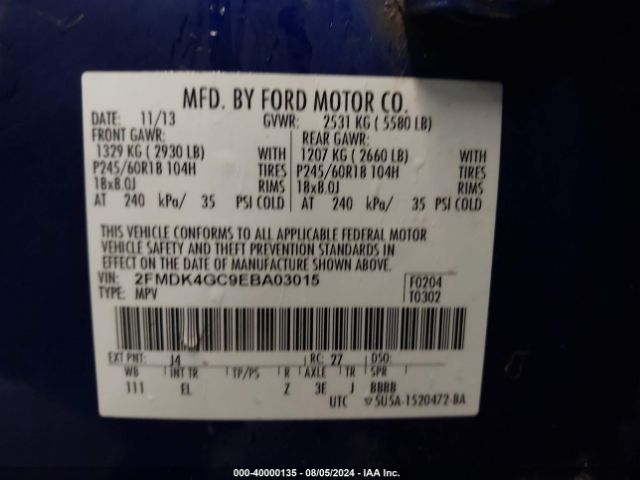 MFD. BY FORD MOTOR CO.
DATE: 11/13 GVWR: 2531 KG ( 5580 LB)
FRONT GAWR: REAR GAWR:
1329 KG ( 2930 LB) WITH 1207 KG ( 2660 LB) WITH
P245/60R18 104H TIRES P245/60R18 104H TIRES
18x8.0J RIMS 18x8.0J RIMS
AT 240 kPa/ 35 PSI COLD AT 240 kPa/ 35 PSI COLD
THIS VEHICLE CONFORMS TO ALL APPLICABLE FEDERAL MOTOR
VEHICLE SAFETY AND THEFT PREVENTION STANDARDS IN
EFFECT ON THE DATE OF MANUFACTURE SHOWN ABOVE.
VIN: 2FMDK4GC9EBA03015 F0204
TYPE: MPV T0302
EXT PNT: J4 RC: 27 DSO:
WB INT TR TP/PS R AXLE TR SPR
111 EL Z 3E J BBBB
UTC SU5A-1520472-BA
000-40000135 - 08/05/2024 - IAA Inc.